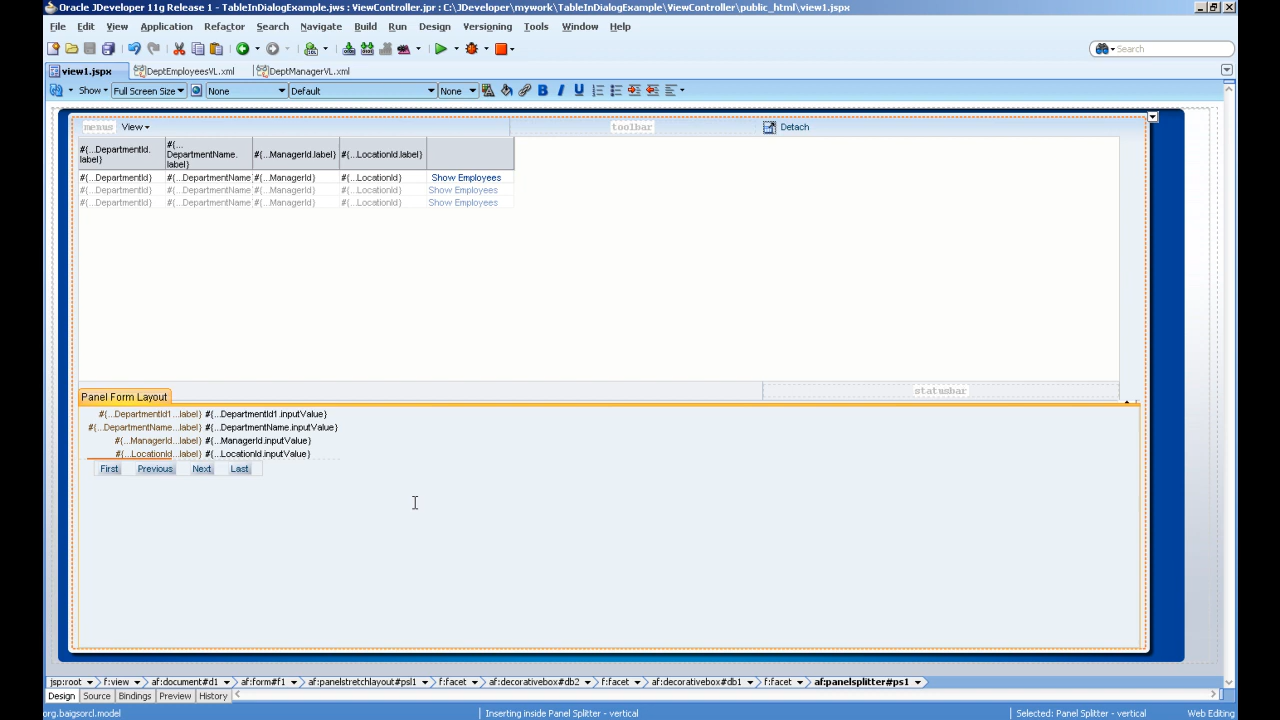 Oracle JDeveloper 11g Release 1 - TableInDialogExample.jws : ViewController.jpr : C:\JDeveloper\mywork\TableInDialogExample\ViewController\public_html\view1.jspx
File Edit View Application Refactor Search Navigate Build Run Design Versioning Tools Window Help
Search
view1.jspx DeptEmployeesVL.xml DeptManagerVL.xml
Show Full Screen Size None Default None B I U
menus View toolbar Detach
#{...DepartmentId.label} #{...DepartmentName.label} #{...ManagerId.label} #{...LocationId.label}
#{...DepartmentId} #{...DepartmentName #{...ManagerId} #{...LocationId} Show Employees
#{...DepartmentId} #{...DepartmentName #{...ManagerId} #{...LocationId} Show Employees
#{...DepartmentId} #{...DepartmentName #{...ManagerId} #{...LocationId} Show Employees
statusbar
Panel Form Layout
#{...DepartmentId1...label} #{...DepartmentId1.inputValue}
#{...DepartmentName...label} #{...DepartmentName.inputValue}
#{...ManagerId...label} #{...ManagerId.inputValue}
#{...LocationId...label} #{...LocationId.inputValue}
First Previous Next Last
jsp:root f:view af:document#d1 af:form#f1 af:panelstretchlayout#psl1 f:facet af:decorativebox#db2 f:facet af:decorativebox#db1 f:facet af:panelsplitter#ps1
Design Source Bindings Preview History
org.baigsorcl.model Inserting inside Panel Splitter - vertical Selected: Panel Splitter - vertical Web Editing